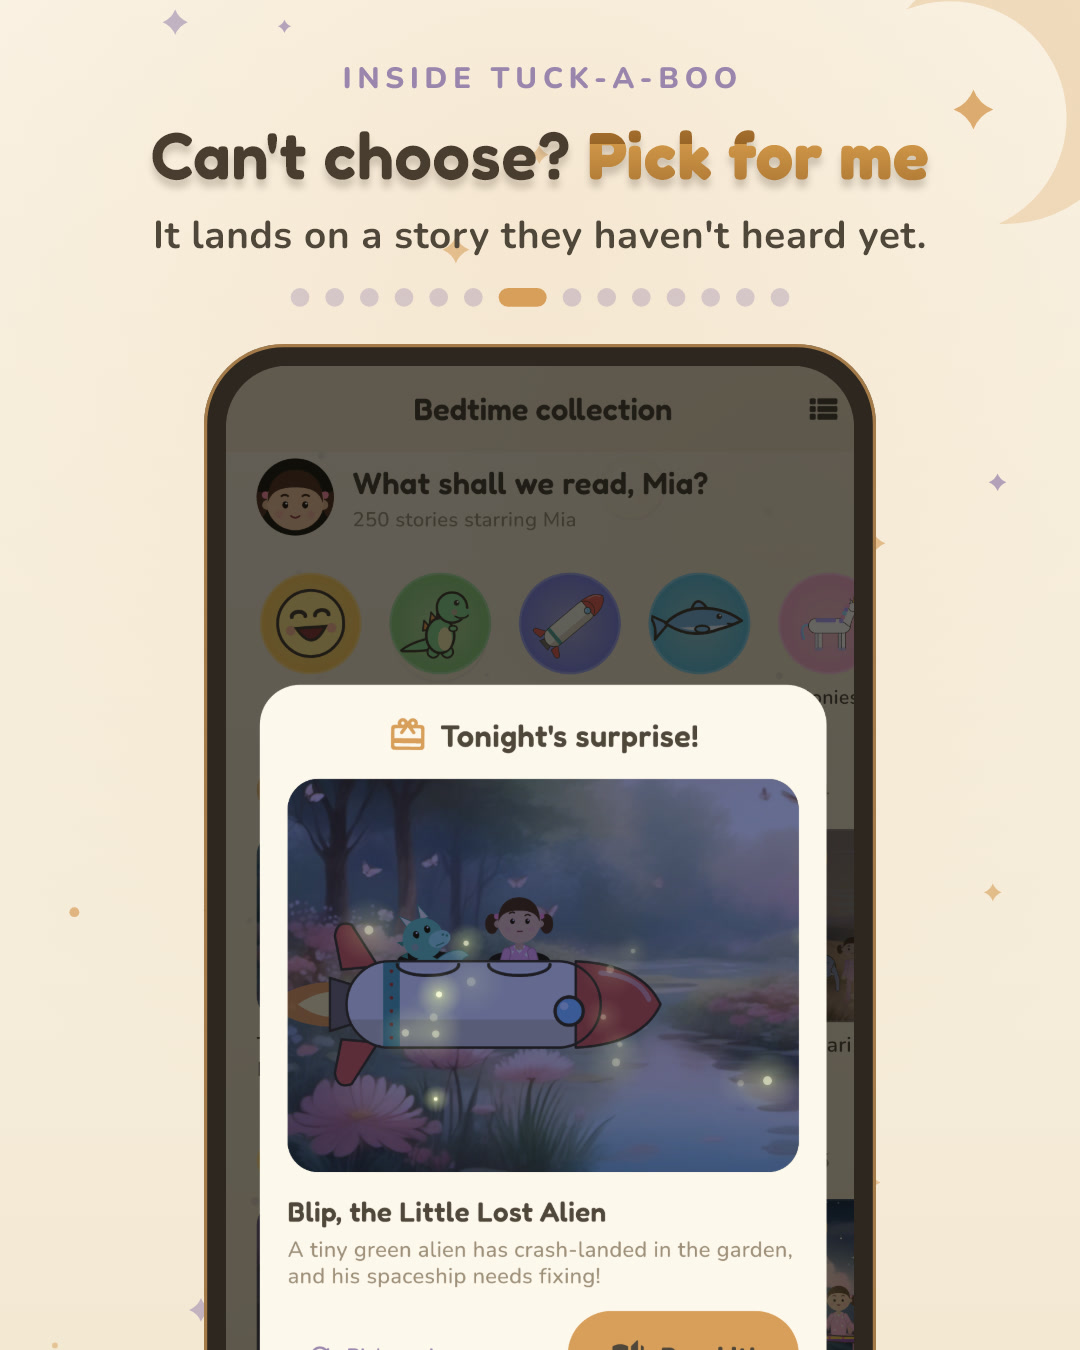 INSIDE TUCK-A-BOO
Can't choose? Pick for me
It lands on a story they haven't heard yet.
Bedtime collection
What shall we read, Mia?
250 stories starring Mia
Tonight's surprise!
Blip, the Little Lost Alien
A tiny green alien has crash-landed in the garden,
and his spaceship needs fixing!